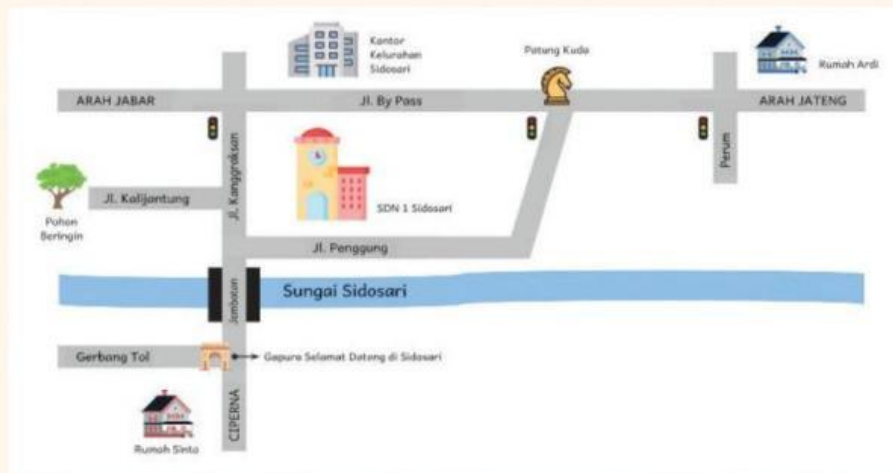 Kantor
Kelurahan
Sidosari
Patung Kuda
Rumah Ardi
ARAH JABAR
Jl. By Pass
ARAH JATENG
Jl. Kanggraksan
Perum
Jl. Kalijantung
Pohon
Beringin
SDN 1 Sidosari
Jl. Penggung
Jembatan
Sungai Sidosari
Gerbang Tol
Gapura Selamat Datang di Sidosari
CIPERNA
Rumah Sinta